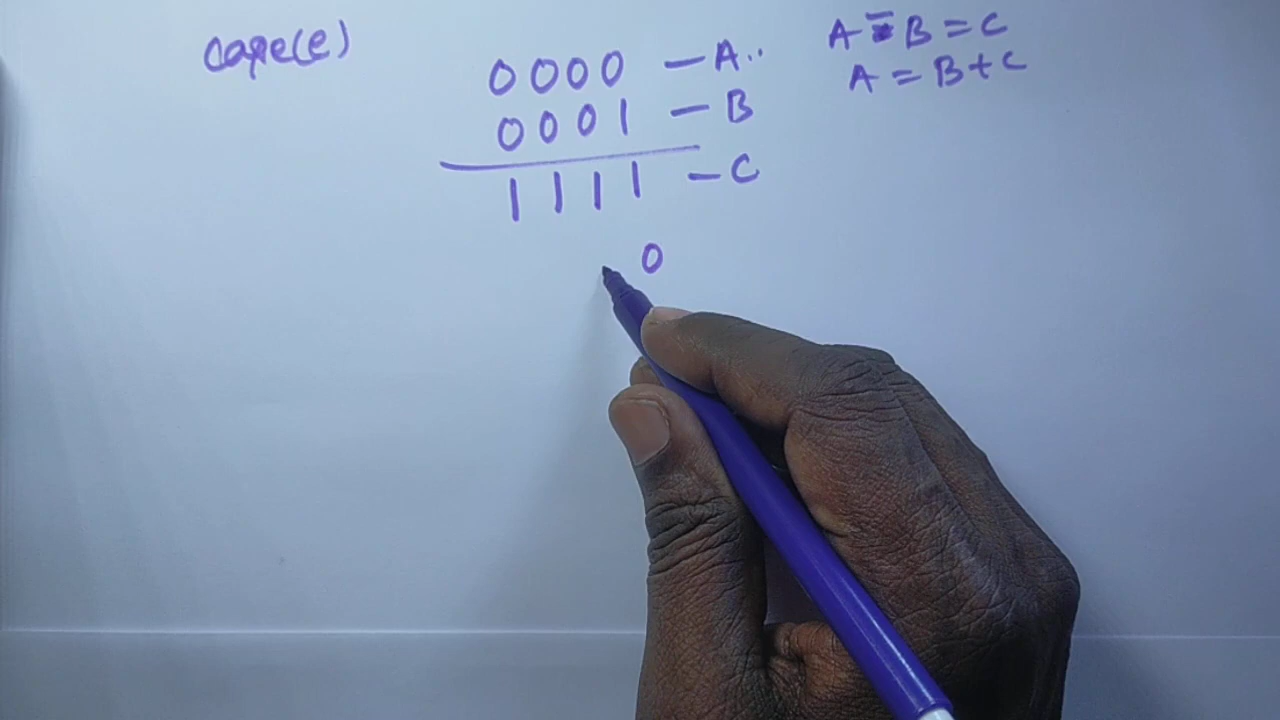 case(e)
0000 — A..
0001 — B
1111 — C
0
A - B = C
A = B + C